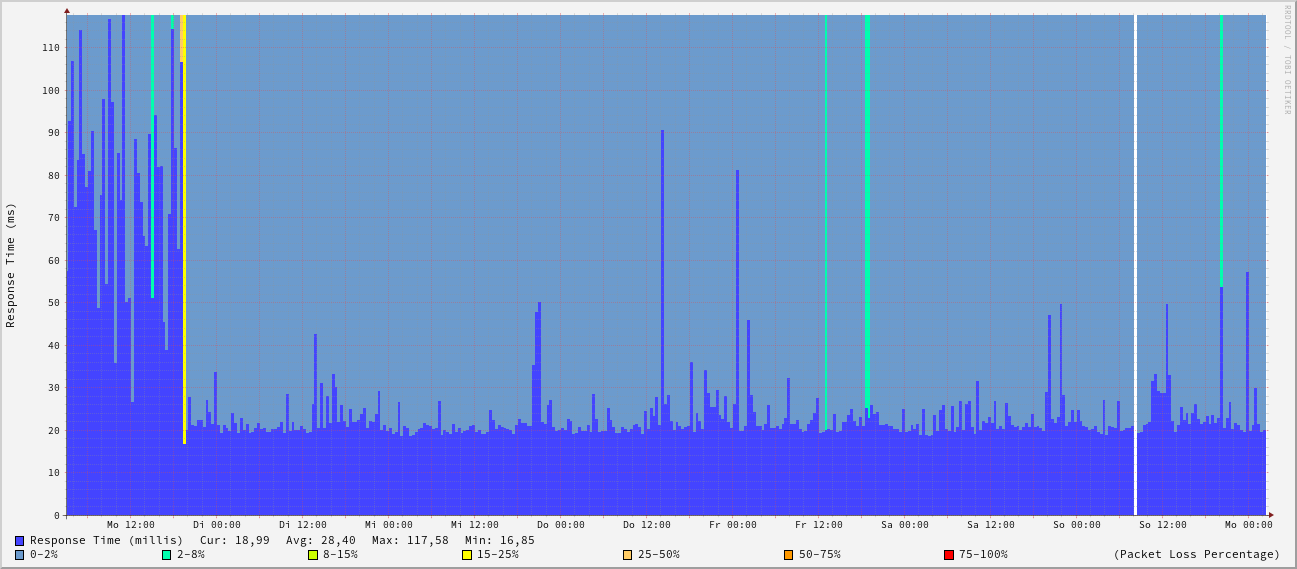 RRDTOOL / TOBI OETIKER
Response Time (ms)
110
100
90
80
70
60
50
40
30
20
10
0
Mo 12:00 Di 00:00 Di 12:00 Mi 00:00 Mi 12:00 Do 00:00 Do 12:00 Fr 00:00 Fr 12:00 Sa 00:00 Sa 12:00 So 00:00 So 12:00 Mo 00:00
Response Time (millis) Cur: 18,99 Avg: 28,40 Max: 117,58 Min: 16,85
0-2% 2-8% 8-15% 15-25% 25-50% 50-75% 75-100% (Packet Loss Percentage)